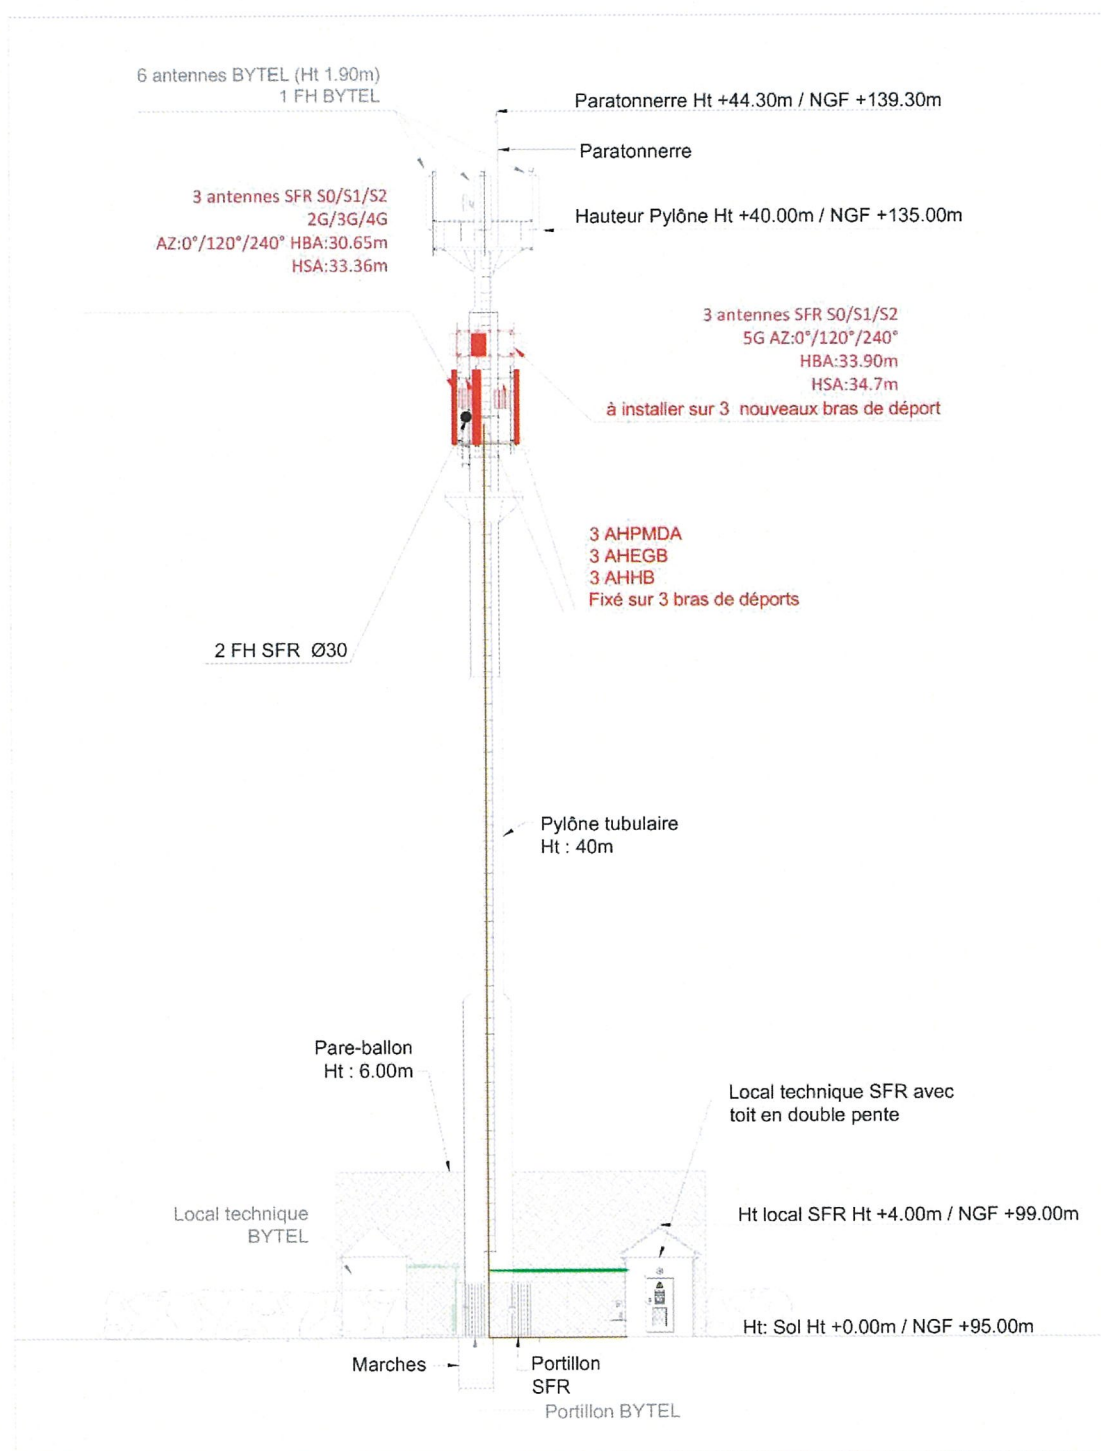 6 antennes BYTEL (Ht 1.90m)
1 FH BYTEL
Paratonnerre Ht +44.30m / NGF +139.30m
Paratonnerre
3 antennes SFR S0/S1/S2
2G/3G/4G
AZ:0°/120°/240° HBA:30.65m
HSA:33.36m
Hauteur Pylône Ht +40.00m / NGF +135.00m
3 antennes SFR S0/S1/S2
5G AZ:0°/120°/240°
HBA:33.90m
HSA:34.7m
à installer sur 3 nouveaux bras de déport
3 AHPMDA
3 AHEGB
3 AHHB
Fixé sur 3 bras de déports
2 FH SFR Ø30
Pylône tubulaire
Ht : 40m
Pare-ballon
Ht : 6.00m
Local technique SFR avec
toit en double pente
Local technique
BYTEL
Ht local SFR Ht +4.00m / NGF +99.00m
Ht: Sol Ht +0.00m / NGF +95.00m
Marches
Portillon
SFR
Portillon BYTEL